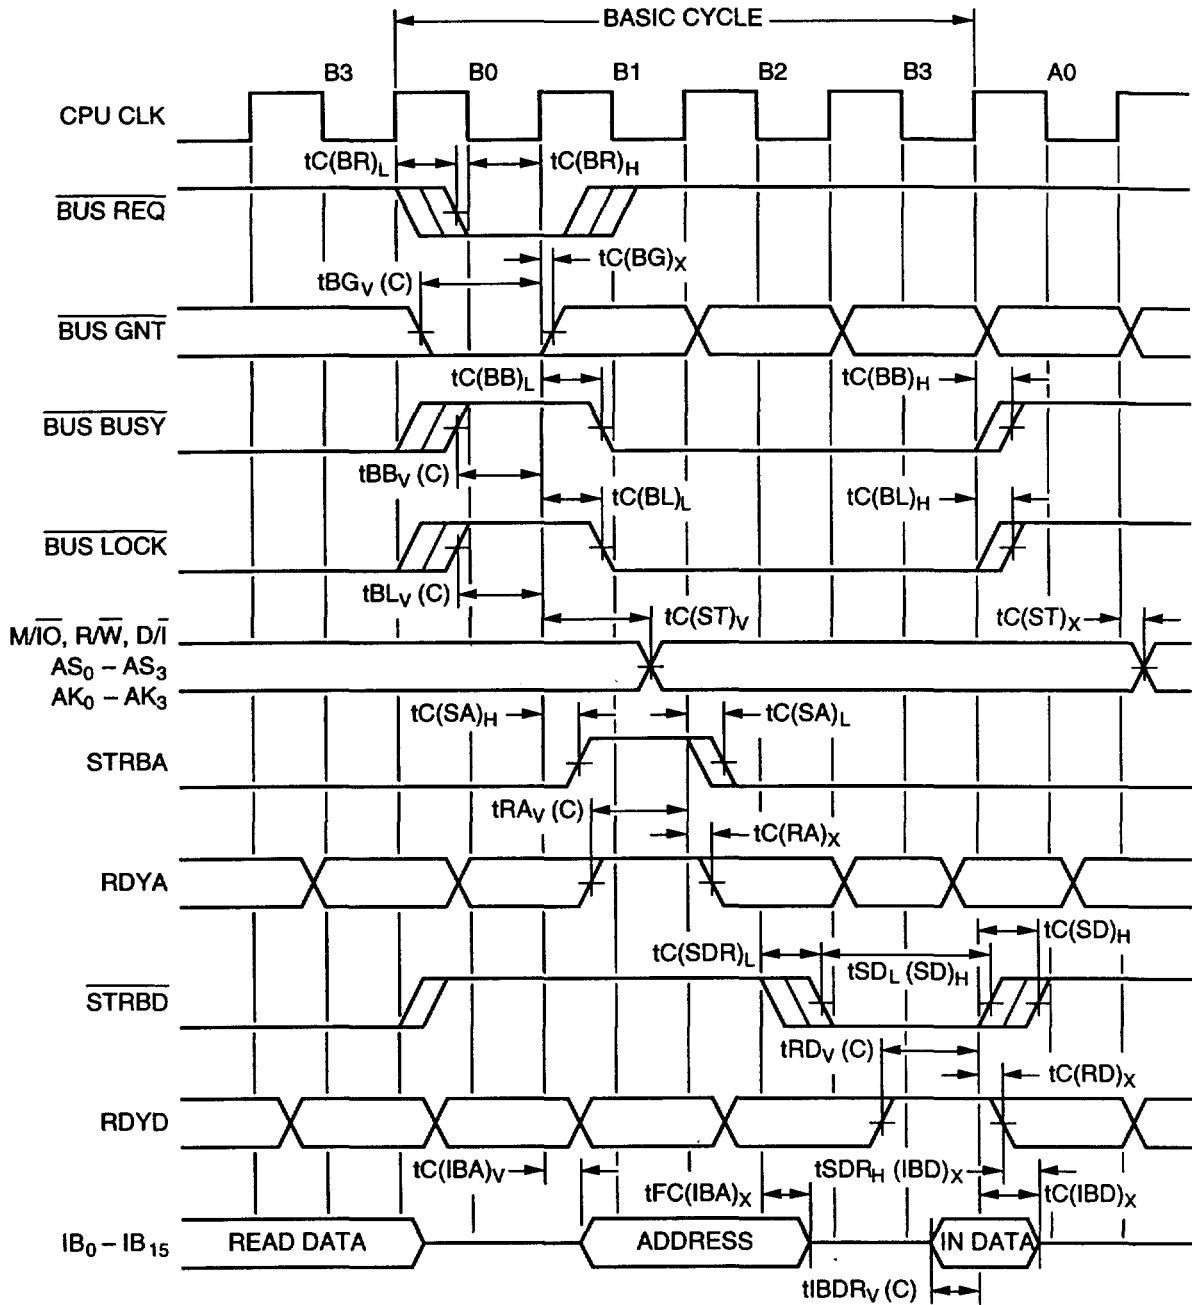 BASIC CYCLE
B3 B0 B1 B2 B3 A0
CPU CLK
tC(BR)L tC(BR)H
BUS REQ
tC(BG)X
tBGV (C)
BUS GNT
tC(BB)L tC(BB)H
BUS BUSY
tBBV (C)
tC(BL)L tC(BL)H
BUS LOCK
tBLV (C)
tC(ST)V tC(ST)X
M/IO, R/W, D/I
AS0 – AS3
AK0 – AK3
tC(SA)H tC(SA)L
STRBA
tRAV (C)
tC(RA)X
RDYA
tC(SD)H
tC(SDR)L tSDL (SD)H
STRBD
tRDV (C)
tC(RD)X
RDYD
tC(IBA)V tSDRH (IBD)X
tFC(IBA)X tC(IBD)X
IB0 – IB15 READ DATA ADDRESS IN DATA
tIBDRV (C)